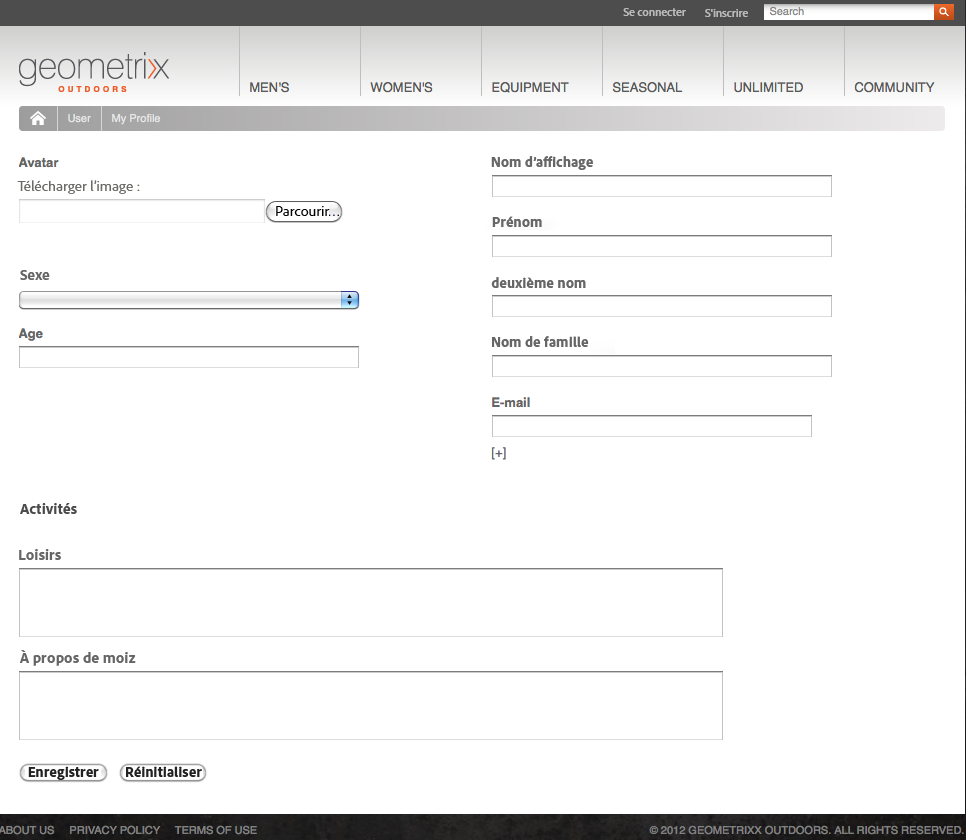 Se connecter S'inscrire Search
geometrixx
OUTDOORS
MEN'S WOMEN'S EQUIPMENT SEASONAL UNLIMITED COMMUNITY
User My Profile
Avatar
Télécharger l'image :
Parcourir...
Sexe
Age
Nom d'affichage
Prénom
deuxième nom
Nom de famille
E-mail
[+]
Activités
Loisirs
À propos de moiz
Enregistrer Réinitialiser
ABOUT US PRIVACY POLICY TERMS OF USE © 2012 GEOMETRIXX OUTDOORS. ALL RIGHTS RESERVED.